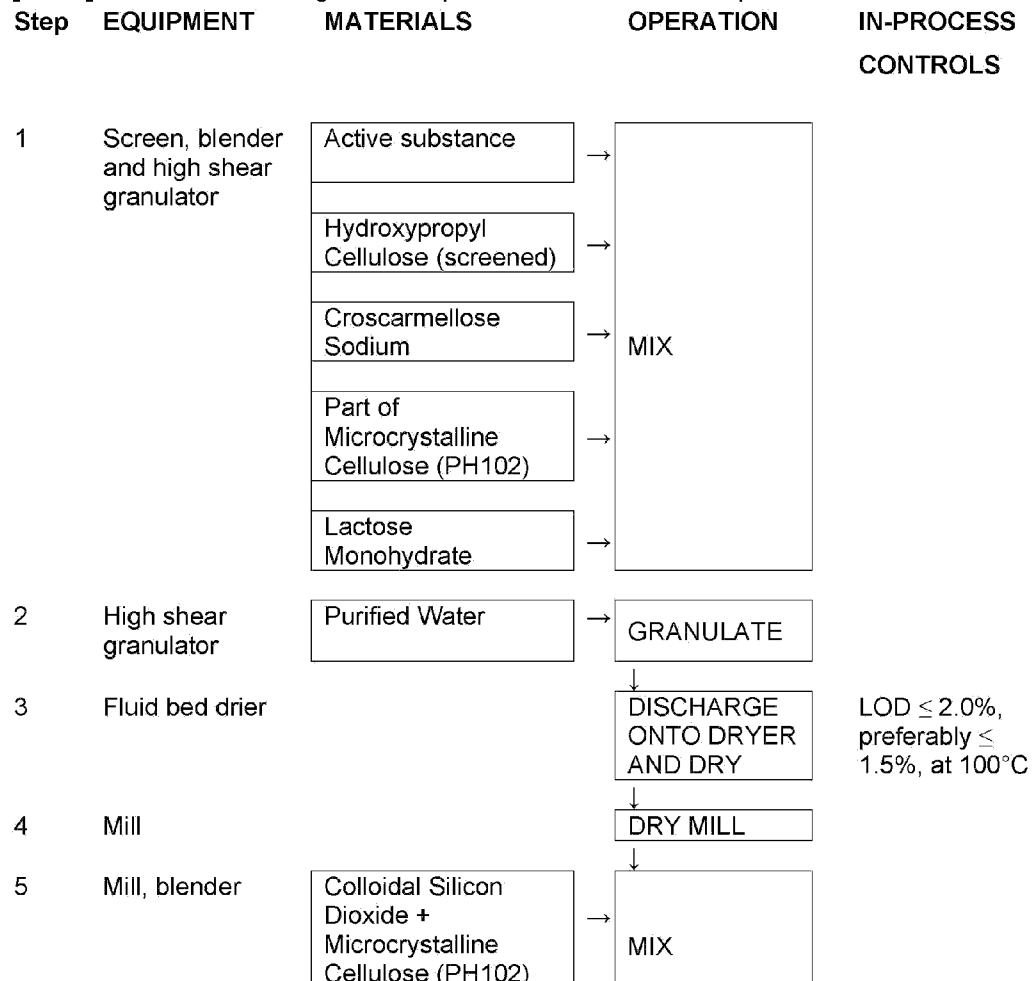 Step EQUIPMENT MATERIALS OPERATION IN-PROCESS
CONTROLS
1 Screen, blender Active substance →
and high shear
granulator
Hydroxypropyl
Cellulose (screened) →
Croscarmellose
Sodium →
MIX
Part of
Microcrystalline →
Cellulose (PH102)
Lactose
Monohydrate →
2 High shear Purified Water → GRANULATE
granulator
↓
3 Fluid bed drier DISCHARGE LOD ≤ 2.0%,
ONTO DRYER preferably ≤
AND DRY 1.5%, at 100°C
↓
4 Mill DRY MILL
↓
5 Mill, blender Colloidal Silicon
Dioxide + →
Microcrystalline MIX
Cellulose (PH102)